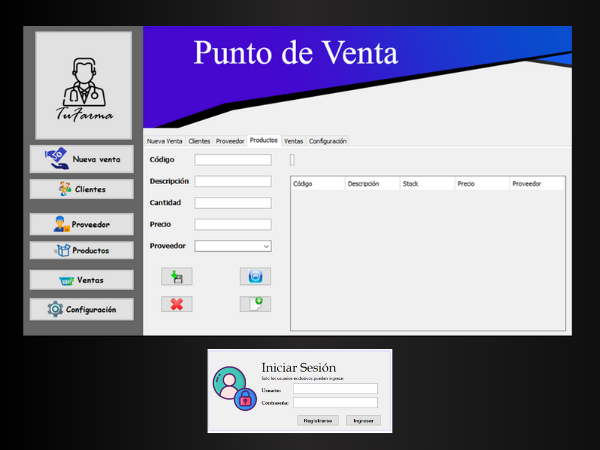 Punto de Venta
TuFarma
Nueva Venta Clientes Proveedor Productos Ventas Configuración
Nueva venta
Clientes
Proveedor
Productos
Ventas
Configuración
Código
Descripción
Cantidad
Precio
Proveedor
Código Descripción Stock Precio Proveedor
Iniciar Sesión
Solo los usuarios exclusivos pueden ingresar
Usuario:
Contraseña:
Registrarse Ingresar